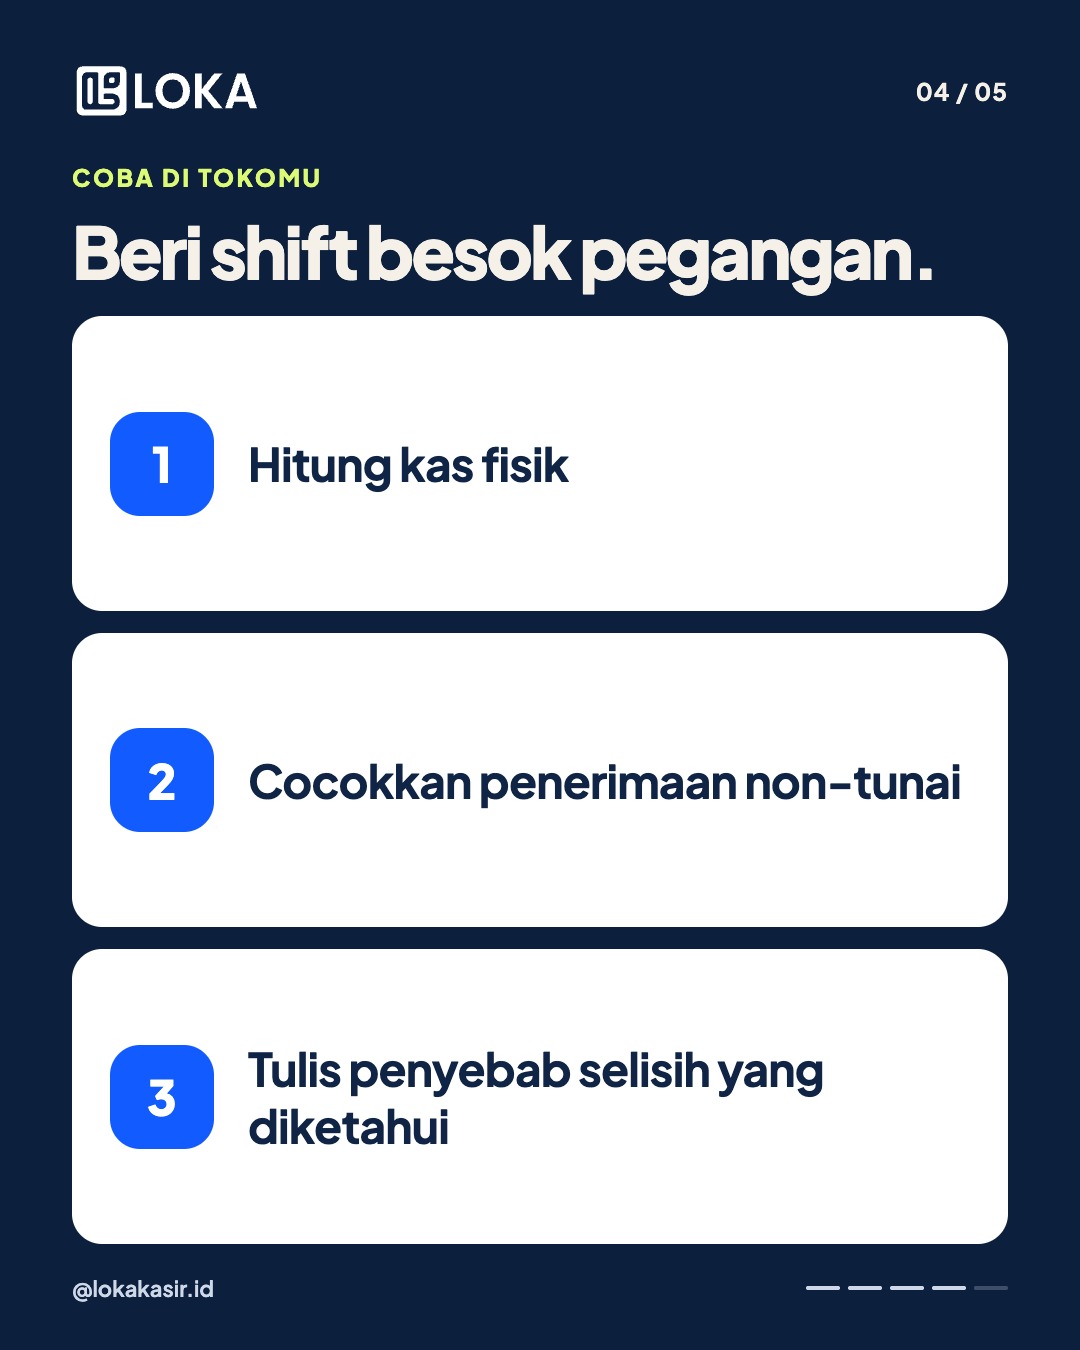 LOKA
04 / 05
COBA DI TOKOMU
Beri shift besok pegangan.
1
Hitung kas fisik
2
Cocokkan penerimaan non-tunai
3
Tulis penyebab selisih yang
diketahui
@lokakasir.id